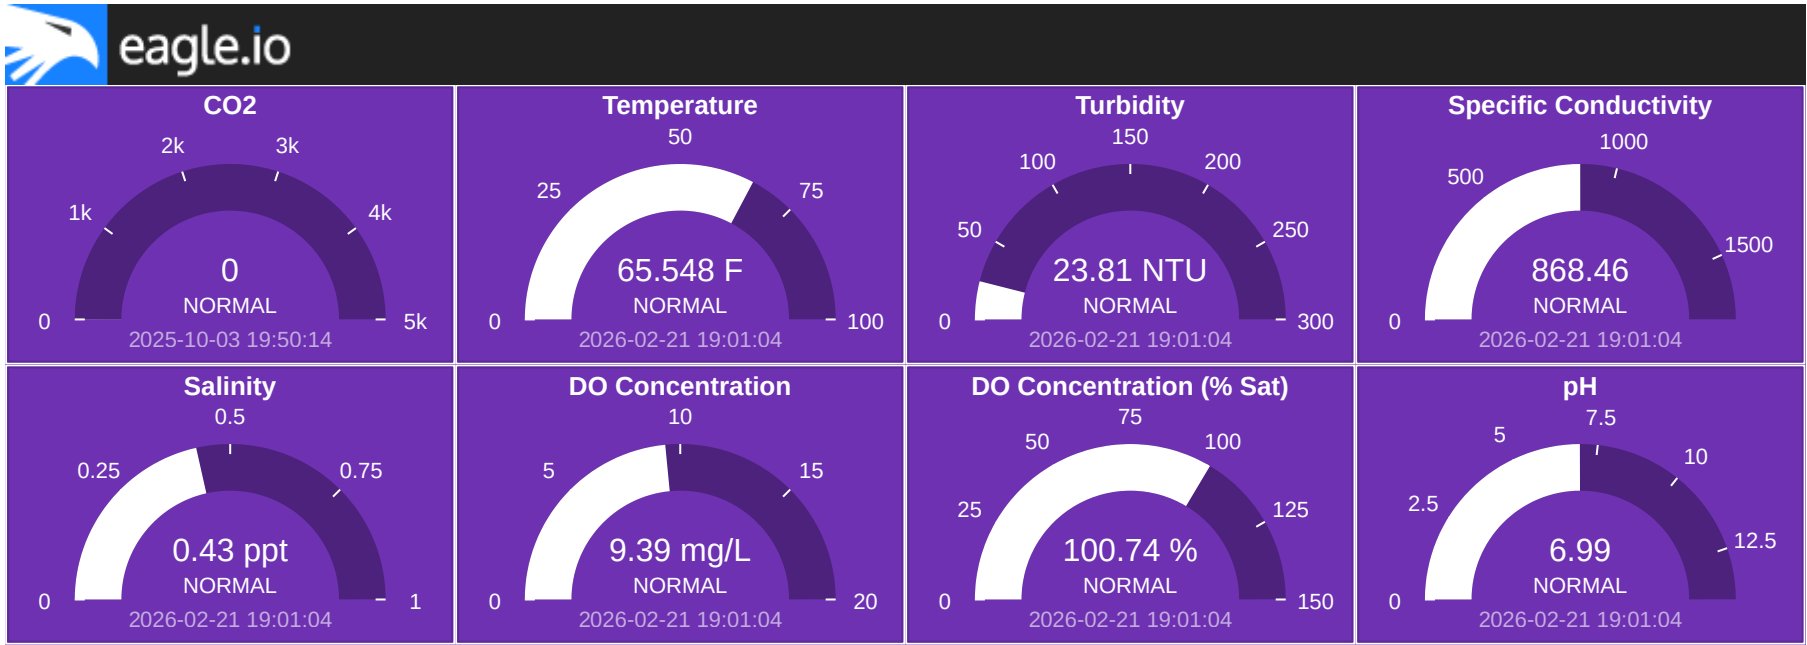 eagle.io
CO2
2k
3k
1k
4k
0
NORMAL
0
5k
2025-10-03 19:50:14
Temperature
50
25
75
65.548 F
NORMAL
0
100
2026-02-21 19:01:04
Turbidity
150
100
200
50
250
23.81 NTU
NORMAL
0
300
2026-02-21 19:01:04
Specific Conductivity
1000
500
1500
868.46
NORMAL
0
2026-02-21 19:01:04
Salinity
0.5
0.25
0.75
0.43 ppt
NORMAL
0
1
2026-02-21 19:01:04
DO Concentration
10
5
15
9.39 mg/L
NORMAL
0
20
2026-02-21 19:01:04
DO Concentration (% Sat)
75
50
100
25
125
100.74 %
NORMAL
0
150
2026-02-21 19:01:04
pH
7.5
5
10
2.5
12.5
6.99
NORMAL
0
2026-02-21 19:01:04